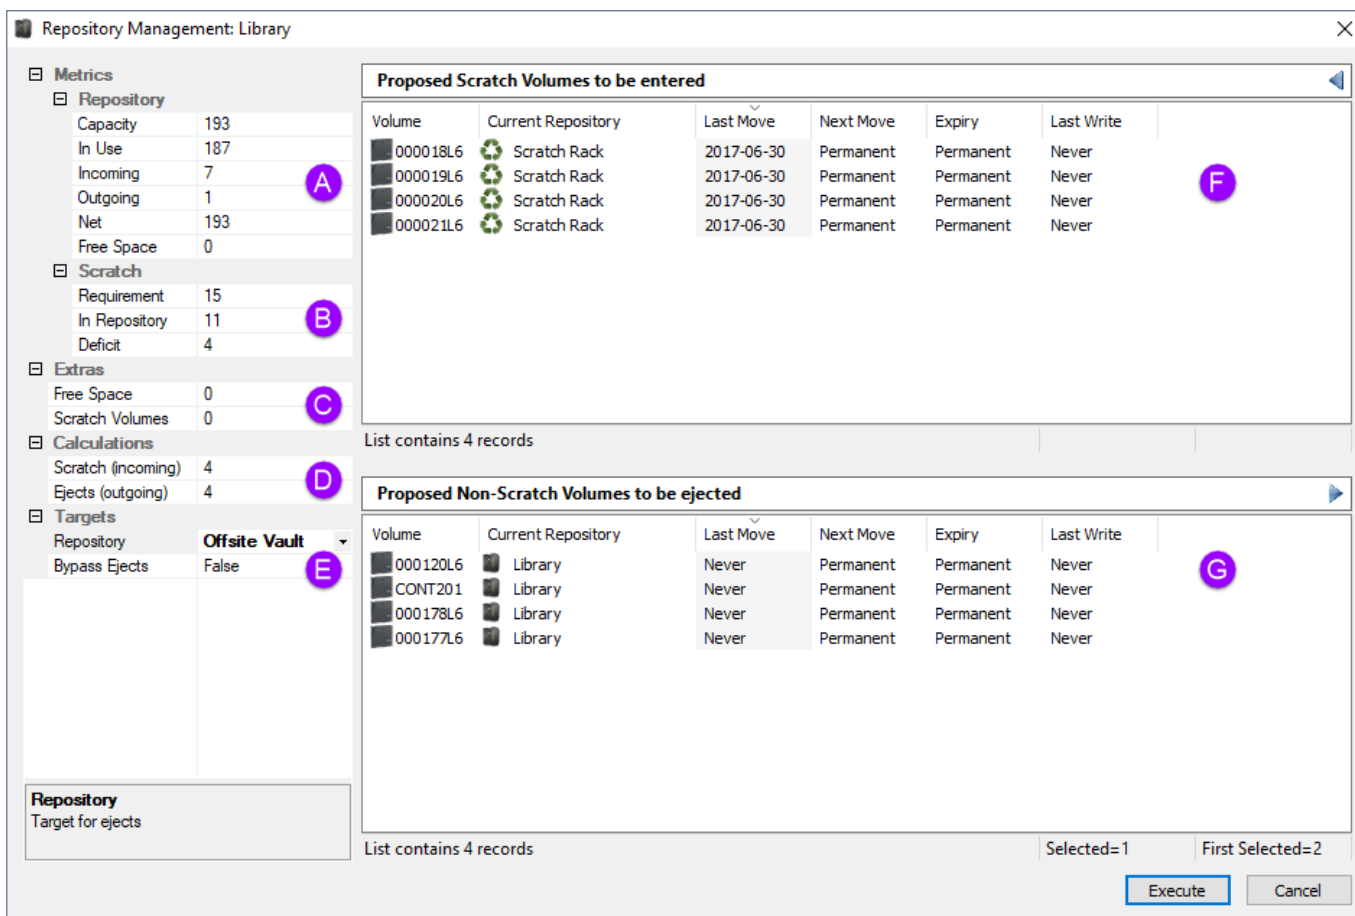 Repository Management: Library
Metrics
Repository
Capacity 193
In Use 187
Incoming 7
Outgoing 1
Net 193
Free Space 0
A
Scratch
Requirement 15
In Repository 11
Deficit 4
B
Extras
Free Space 0
Scratch Volumes 0
C
Calculations
Scratch (incoming) 4
Ejects (outgoing) 4
D
Targets
Repository Offsite Vault
Bypass Ejects False
E
Repository
Target for ejects
Proposed Scratch Volumes to be entered
Volume Current Repository Last Move Next Move Expiry Last Write
000018L6 Scratch Rack 2017-06-30 Permanent Permanent Never
000019L6 Scratch Rack 2017-06-30 Permanent Permanent Never
000020L6 Scratch Rack 2017-06-30 Permanent Permanent Never
000021L6 Scratch Rack 2017-06-30 Permanent Permanent Never
F
List contains 4 records
Proposed Non-Scratch Volumes to be ejected
Volume Current Repository Last Move Next Move Expiry Last Write
000120L6 Library Never Permanent Permanent Never
CONT201 Library Never Permanent Permanent Never
000178L6 Library Never Permanent Permanent Never
000177L6 Library Never Permanent Permanent Never
G
List contains 4 records Selected=1 First Selected=2
Execute Cancel